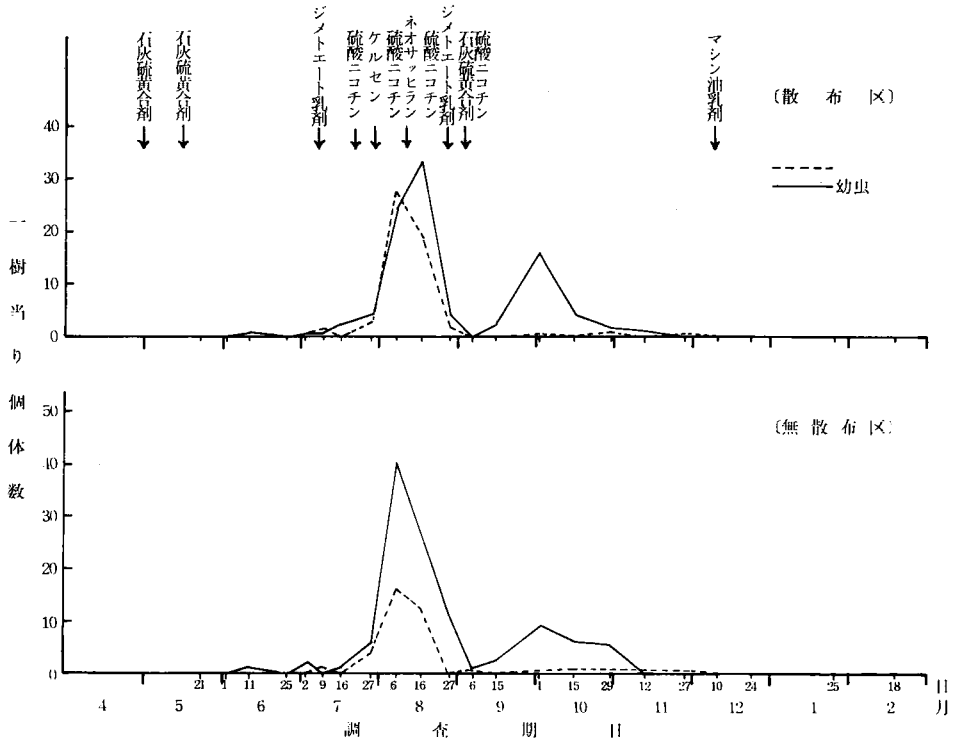 石灰硫黄合剤
石灰硫黄合剤
ジメトエート乳剤
硫酸ニコチン
ケルセン
硫酸ニコチン
ネオサッピラン
硫酸ニコチン
ジメトエート乳剤
石灰硫黄合剤
硫酸ニコチン
マシン油乳剤
〔散布区〕
幼虫
40
30
20
10
0
一樹当り個体数
〔無散布区〕
50
40
30
20
10
0
21 1 11 25 2 9 16 27 6 16 27 6 15 1 15 29 12 27 10 24 25 18 日
4 5 6 7 8 9 10 11 12 1 2 月
調査期日